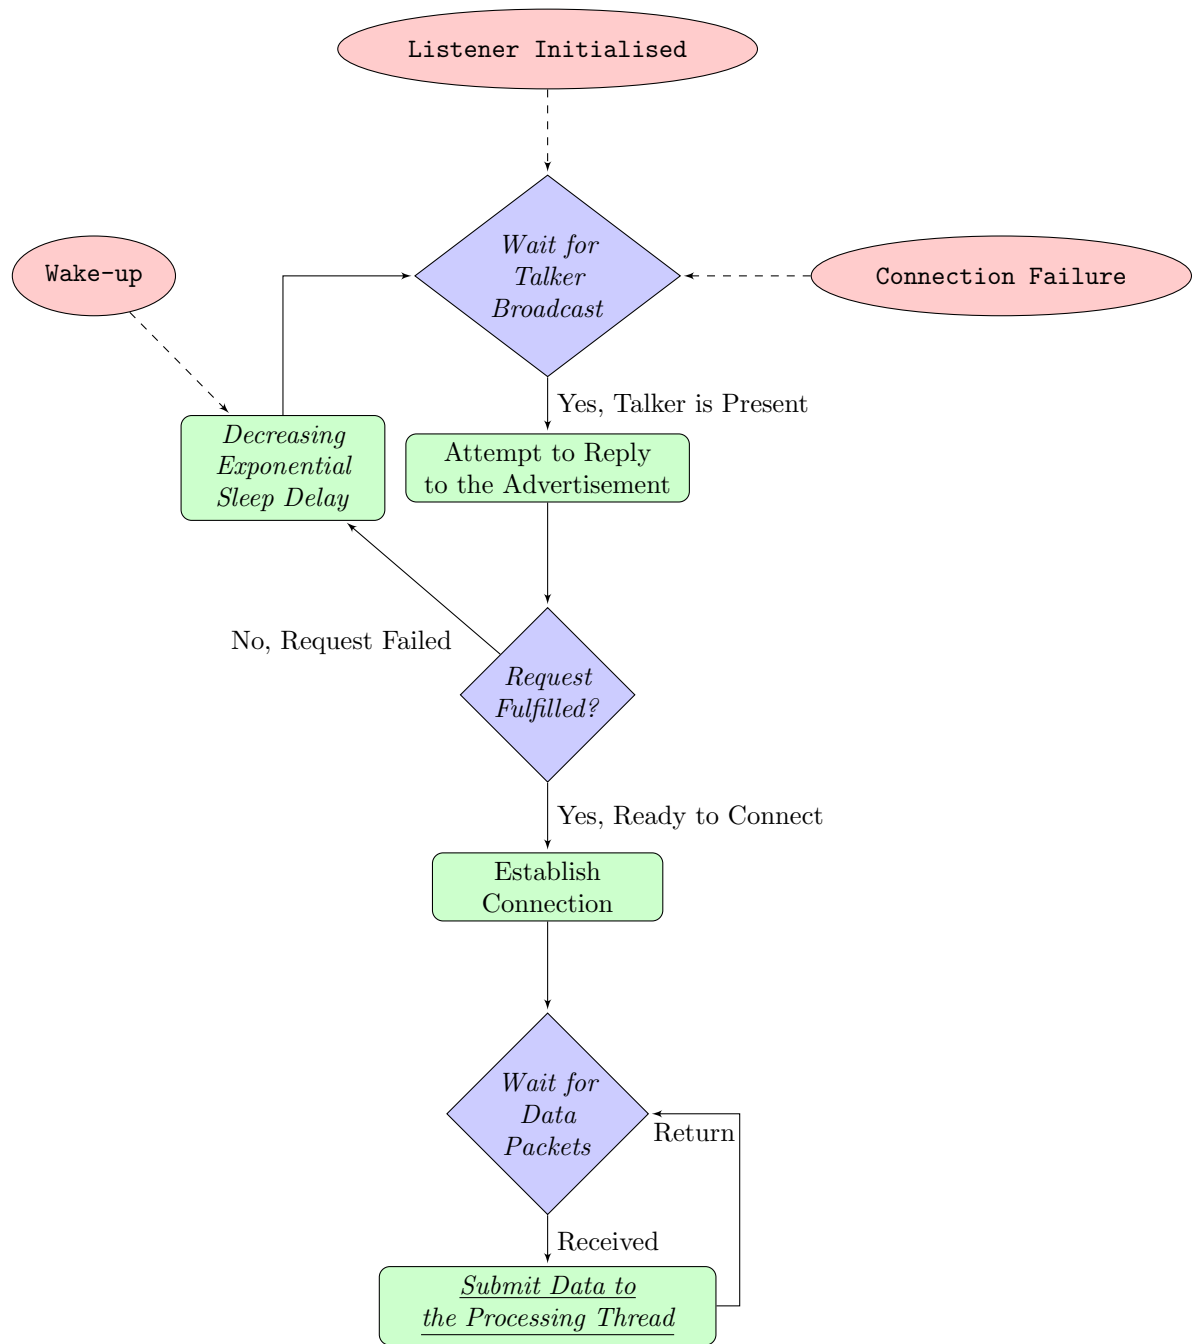 Listener Initialised
Wait for
Talker
Broadcast
Wake-up
Connection Failure
Yes, Talker is Present
Decreasing
Exponential
Sleep Delay
Attempt to Reply
to the Advertisement
No, Request Failed
Request
Fulfilled?
Yes, Ready to Connect
Establish
Connection
Wait for
Data
Packets
Return
Received
Submit Data to
the Processing Thread